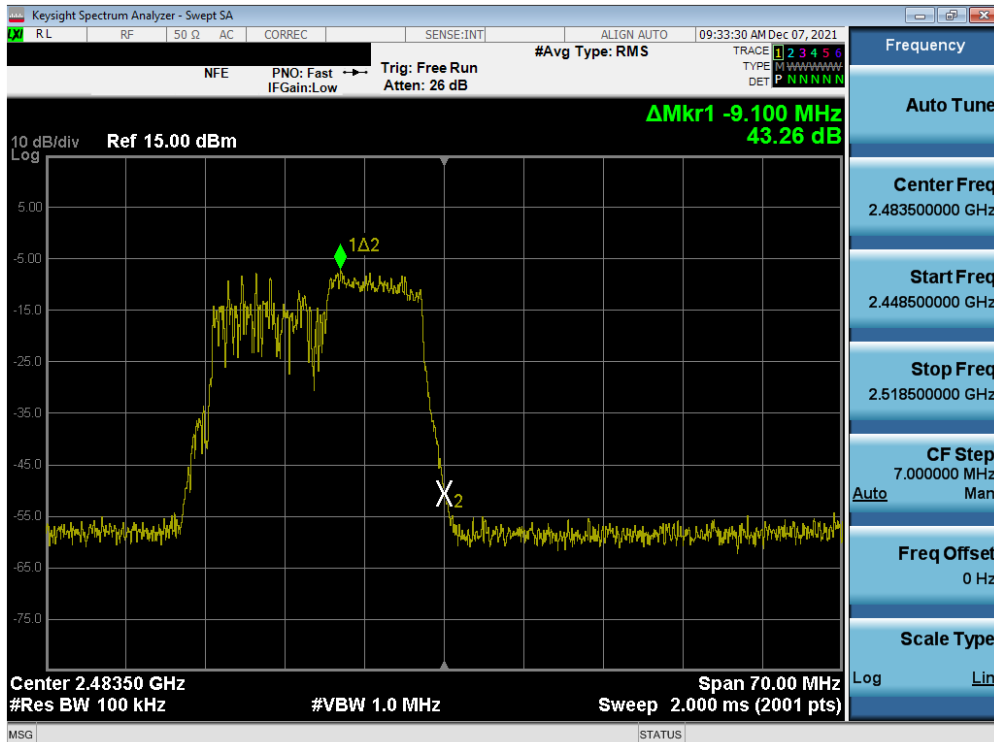 Keysight Spectrum Analyzer - Swept SA
LXI RL RF 50 Ω AC CORREC SENSE:INT ALIGN AUTO 09:33:30 AM Dec 07, 2021
NFE PNO: Fast Trig: Free Run #Avg Type: RMS TRACE 1 2 3 4 5 6
IFGain:Low Atten: 26 dB TYPE M WWWWW
DET P N N N N N
ΔMkr1 -9.100 MHz
43.26 dB
10 dB/div Ref 15.00 dBm
Log
5.00
1Δ2
-5.00
-15.0
-25.0
-35.0
-45.0
X2
-55.0
-65.0
-75.0
Center 2.48350 GHz Span 70.00 MHz
#Res BW 100 kHz #VBW 1.0 MHz Sweep 2.000 ms (2001 pts)
MSG STATUS
Frequency
Auto Tune
Center Freq
2.483500000 GHz
Start Freq
2.448500000 GHz
Stop Freq
2.518500000 GHz
CF Step
7.000000 MHz
Auto Man
Freq Offset
0 Hz
Scale Type
Log Lin